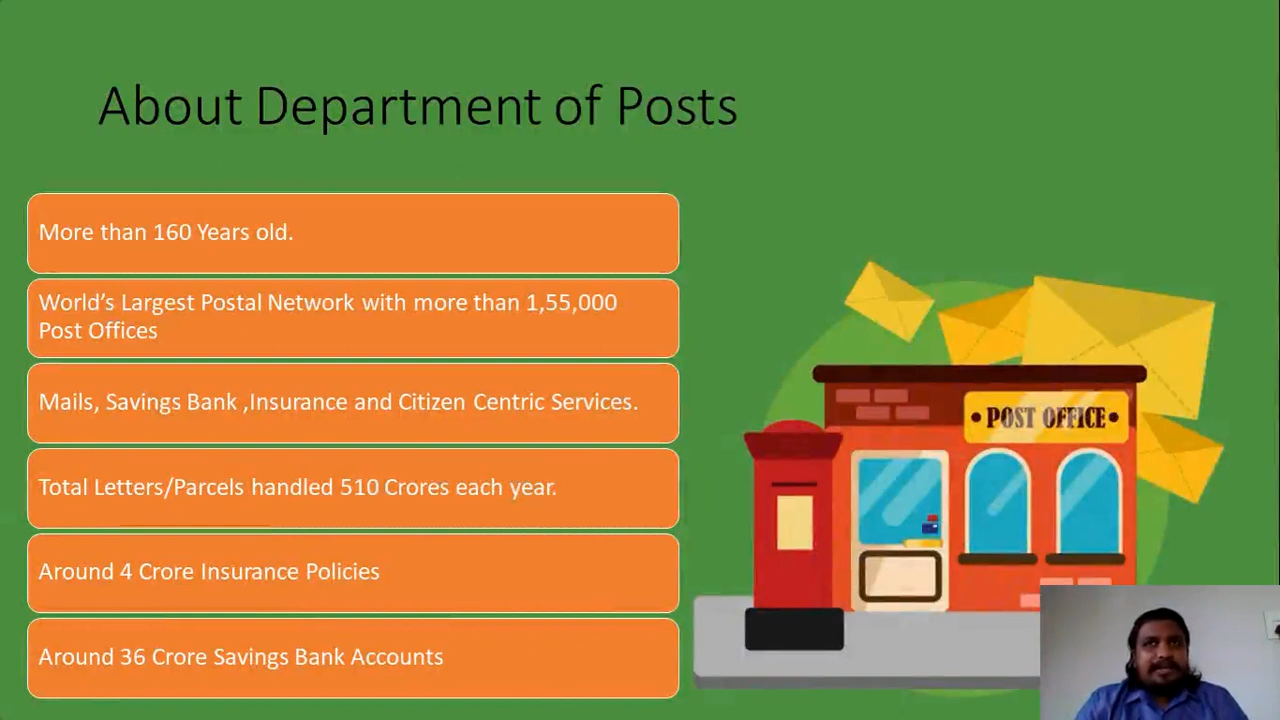 About Department of Posts
More than 160 Years old.
World’s Largest Postal Network with more than 1,55,000
Post Offices
Mails, Savings Bank ,Insurance and Citizen Centric Services.
Total Letters/Parcels handled 510 Crores each year.
Around 4 Crore Insurance Policies
Around 36 Crore Savings Bank Accounts
•POST OFFICE•